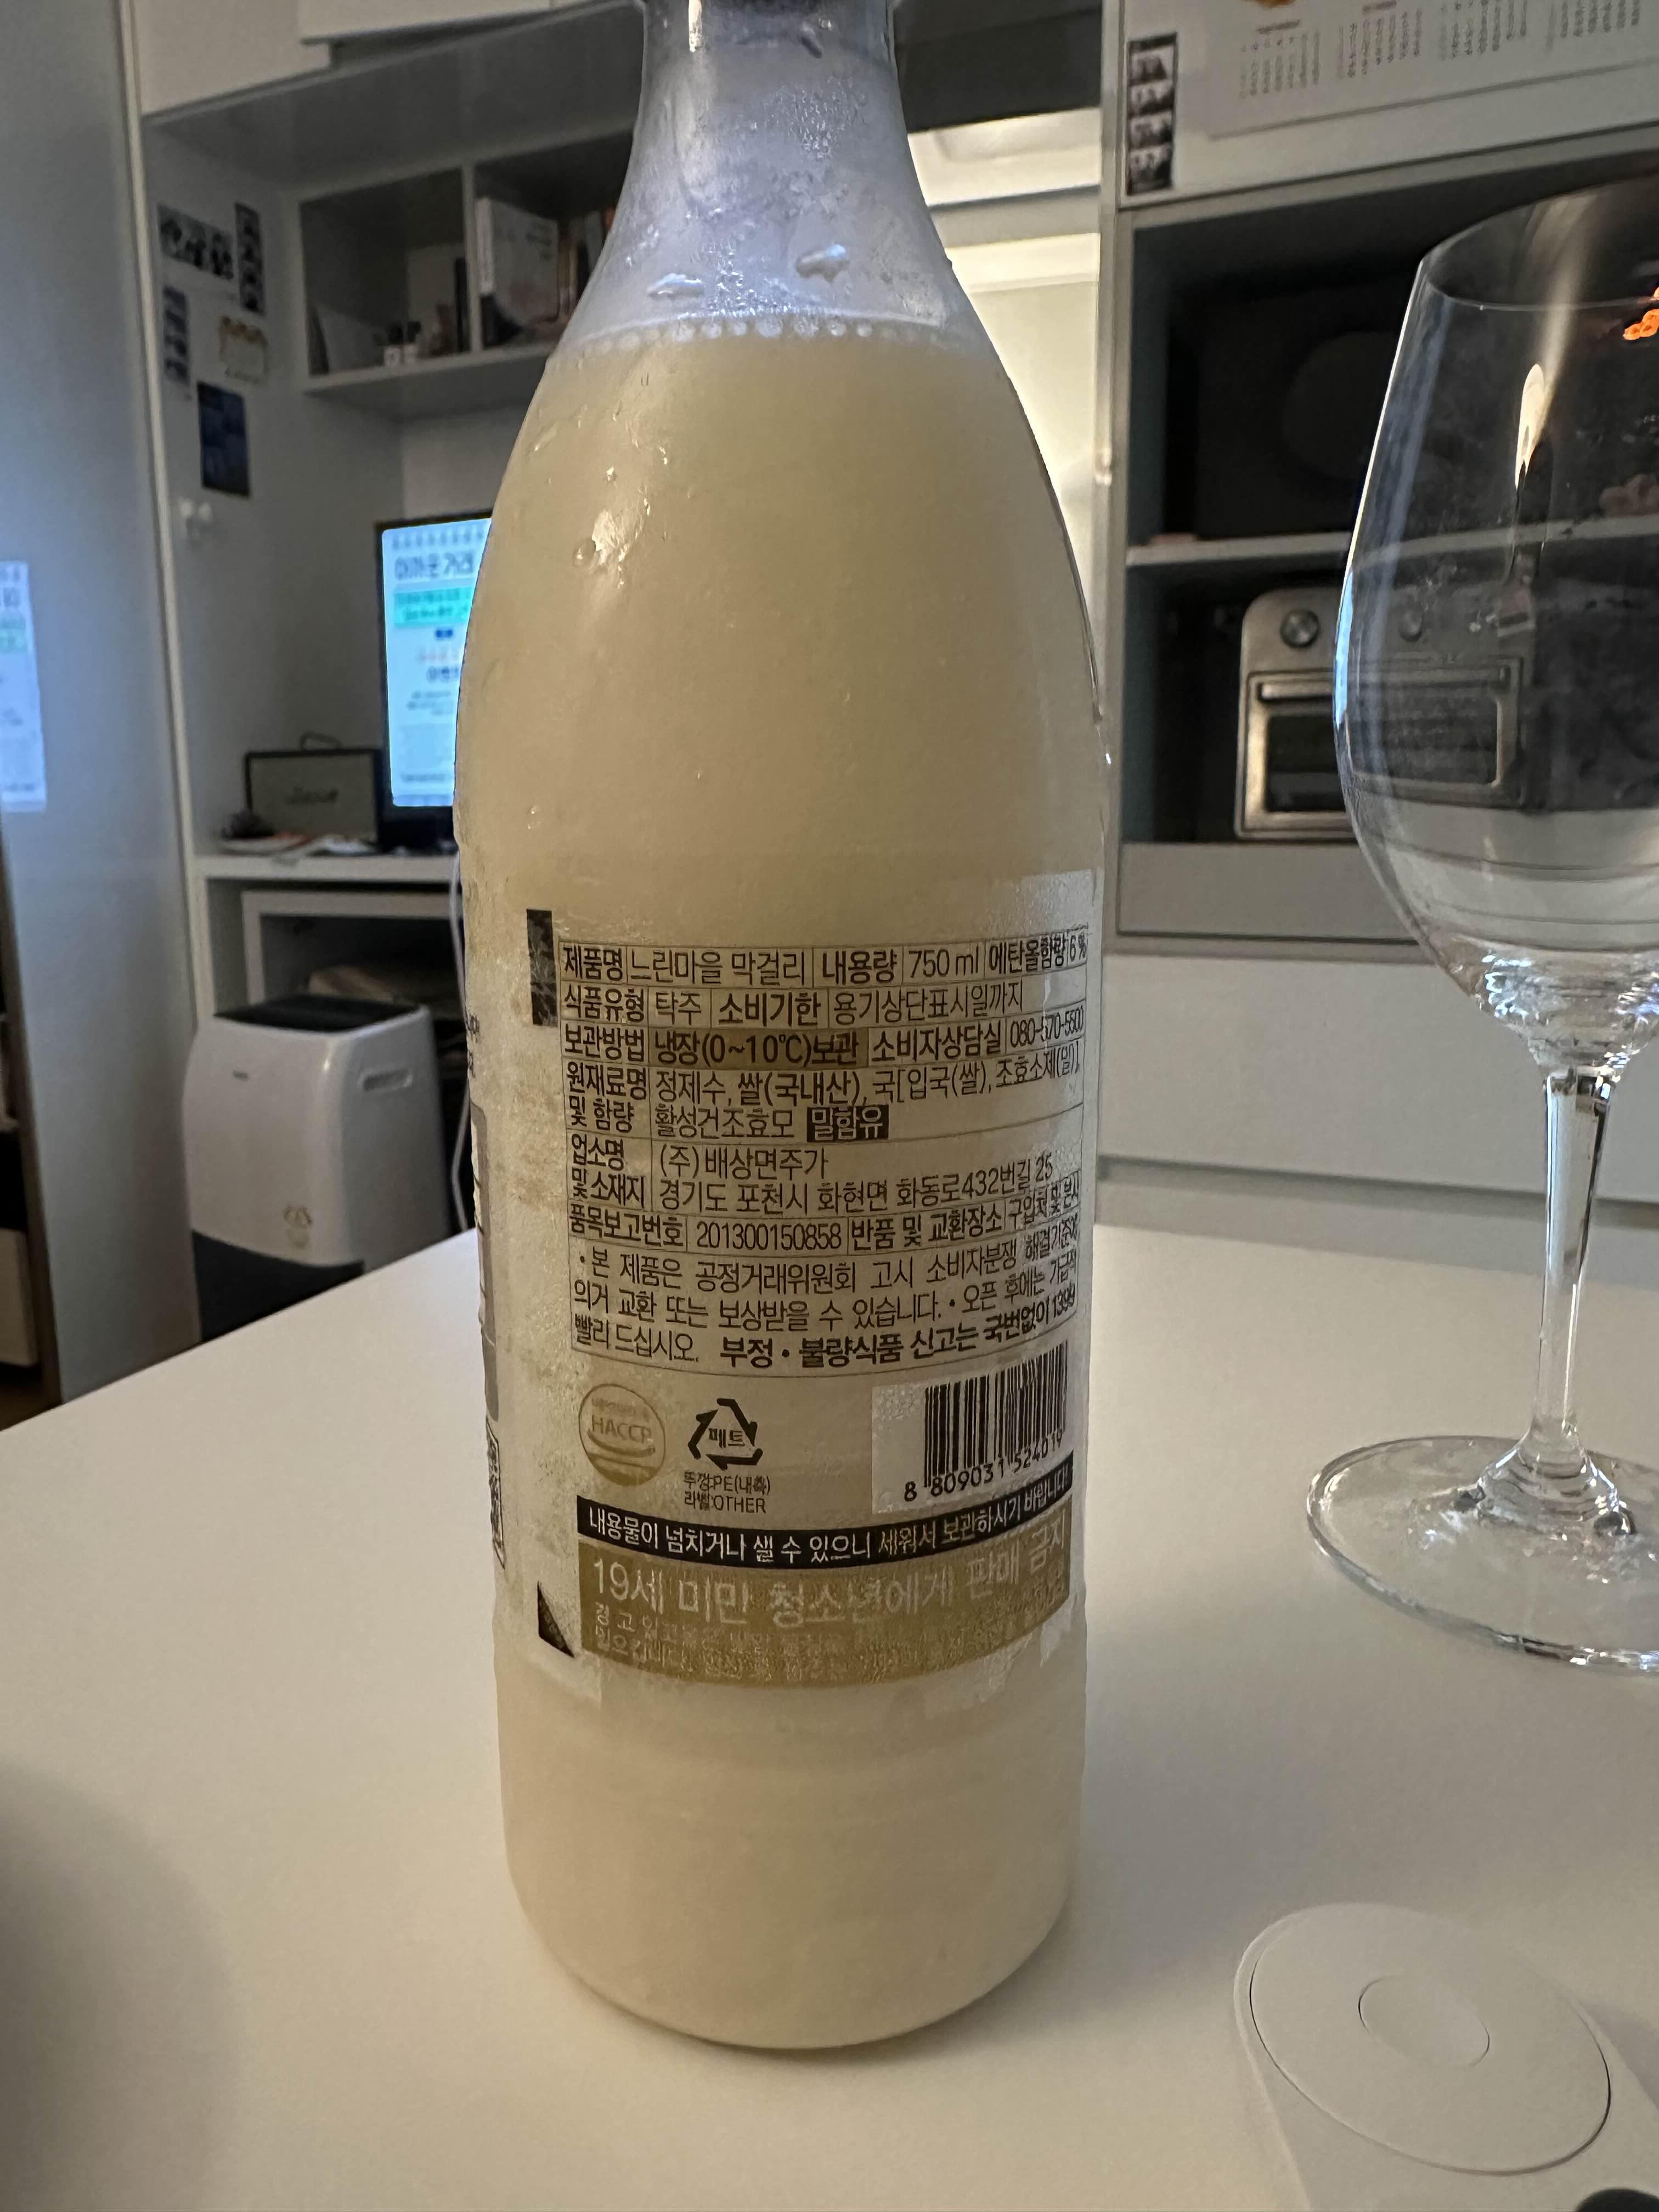 제품명 느린마을 막걸리 내용량 750 ml 에탄올함량 6%
식품유형 탁주 소비기한 용기상단표시일까지
보관방법 냉장(0~10℃)보관 소비자상담실 080-570-5500
원재료명 및 함량 정제수, 쌀(국내산), 국[입국(쌀), 조효소제(밀)],
활성건조효모 밀함유
업소명 및 소재지 (주)배상면주가
경기도 포천시 화현면 화동로432번길 25
품목보고번호 201300150858 반품 및 교환장소 구입처 및 본사
• 본 제품은 공정거래위원회 고시 소비자분쟁 해결기준에
의거 교환 또는 보상받을 수 있습니다. • 오픈 후에는 가급적
빨리 드십시오. 부정 • 불량식품 신고는 국번없이 1399
HACCP
페트
뚜껑:PE(내측)
라벨:OTHER
8 809031 524019
내용물이 넘치거나 샐 수 있으니 세워서 보관하시기 바랍니다
19세 미만 청소년에게 판매 금지
경고